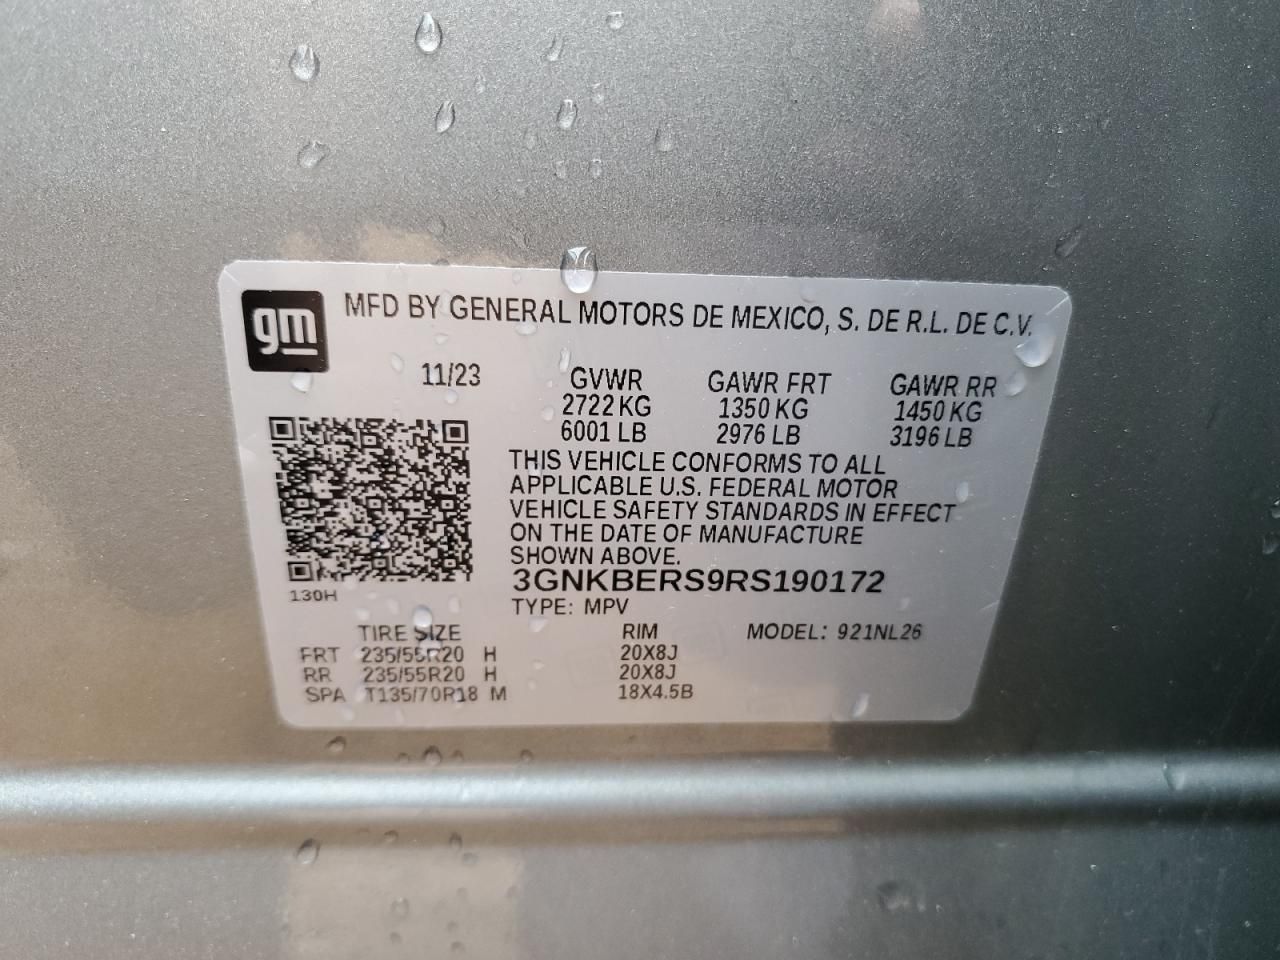 gm
MFD BY GENERAL MOTORS DE MEXICO, S. DE R.L. DE C.V.
11/23 GVWR GAWR FRT GAWR RR
2722 KG 1350 KG 1450 KG
6001 LB 2976 LB 3196 LB
THIS VEHICLE CONFORMS TO ALL
APPLICABLE U.S. FEDERAL MOTOR
VEHICLE SAFETY STANDARDS IN EFFECT
ON THE DATE OF MANUFACTURE
SHOWN ABOVE.
3GNKBERS9RS190172
130H
TYPE: MPV
TIRE SIZE RIM MODEL: 921NL26
FRT 235/55R20 H 20X8J
RR 235/55R20 H 20X8J
SPA T135/70R18 M 18X4.5B